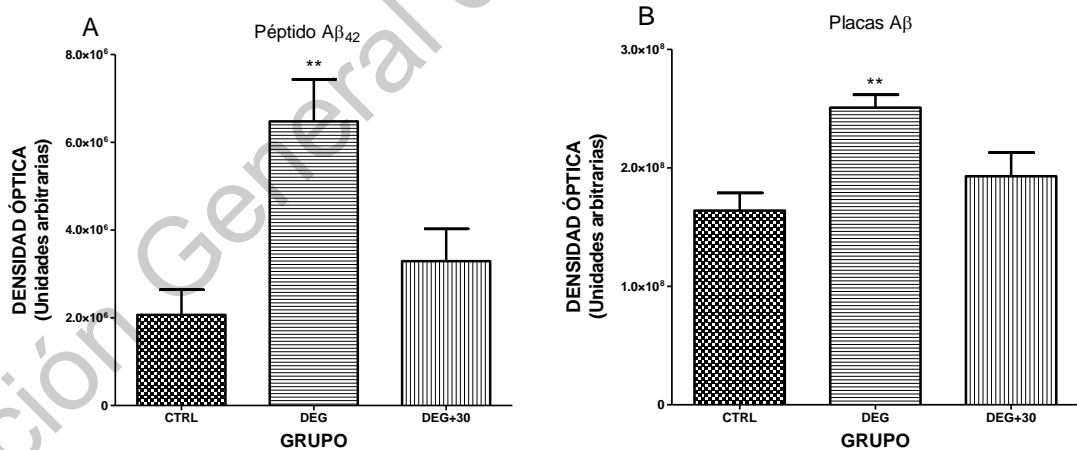 A
Péptido Aβ₄₂
**
8.0×10⁶
6.0×10⁶
4.0×10⁶
2.0×10⁶
0
DENSIDAD ÓPTICA
(Unidades arbitrarias)
CTRL DEG DEG+30
GRUPO
B
Placas Aβ
**
3.0×10⁸
2.0×10⁸
1.0×10⁸
0
DENSIDAD ÓPTICA
(Unidades arbitrarias)
CTRL DEG DEG+30
GRUPO
ción General